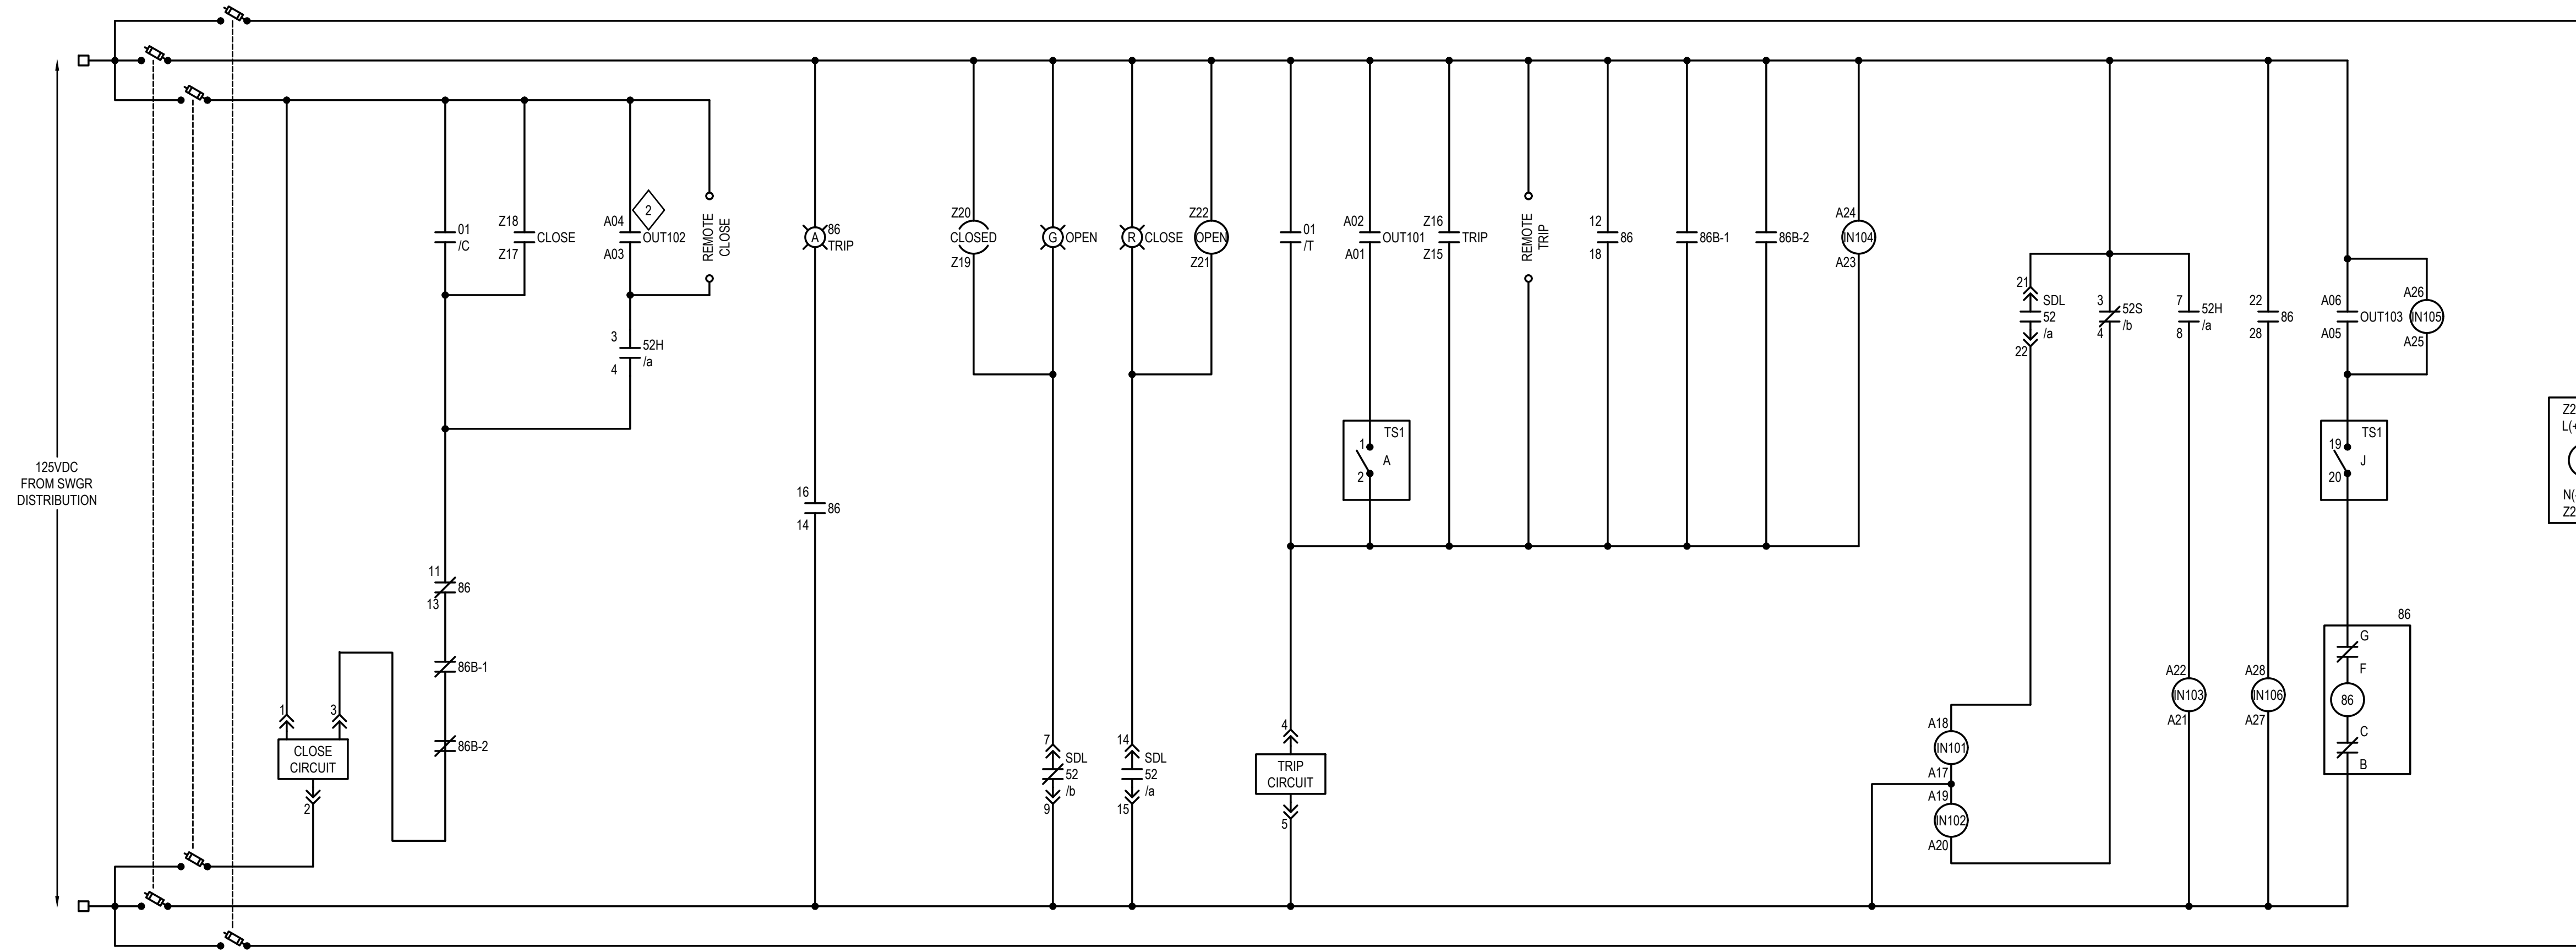 125VDC
FROM SWGR
DISTRIBUTION
1
3
CLOSE
CIRCUIT
2
01
/C
Z18
CLOSE
Z17
A04
2
OUT102
A03
REMOTE
CLOSE
3
52H
/a
4
11
86
13
86B-1
86B-2
86
A
TRIP
16
86
14
Z20
CLOSED
Z19
G
OPEN
R
CLOSE
Z22
OPEN
Z21
7
SDL
52
/b
9
14
SDL
52
/a
15
01
/T
A02
OUT101
A01
Z16
TRIP
Z15
REMOTE
TRIP
12
86
18
86B-1
86B-2
A24
IN104
A23
TS1
1
A
2
4
TRIP
CIRCUIT
5
21
SDL
52
/a
22
3
52S
/b
4
7
52H
/a
8
22
86
28
A06
OUT103
A05
A26
IN105
A25
TS1
19
J
20
A18
IN101
A17
A19
IN102
A20
A22
IN103
A21
A28
IN106
A27
86
G
F
86
C
B